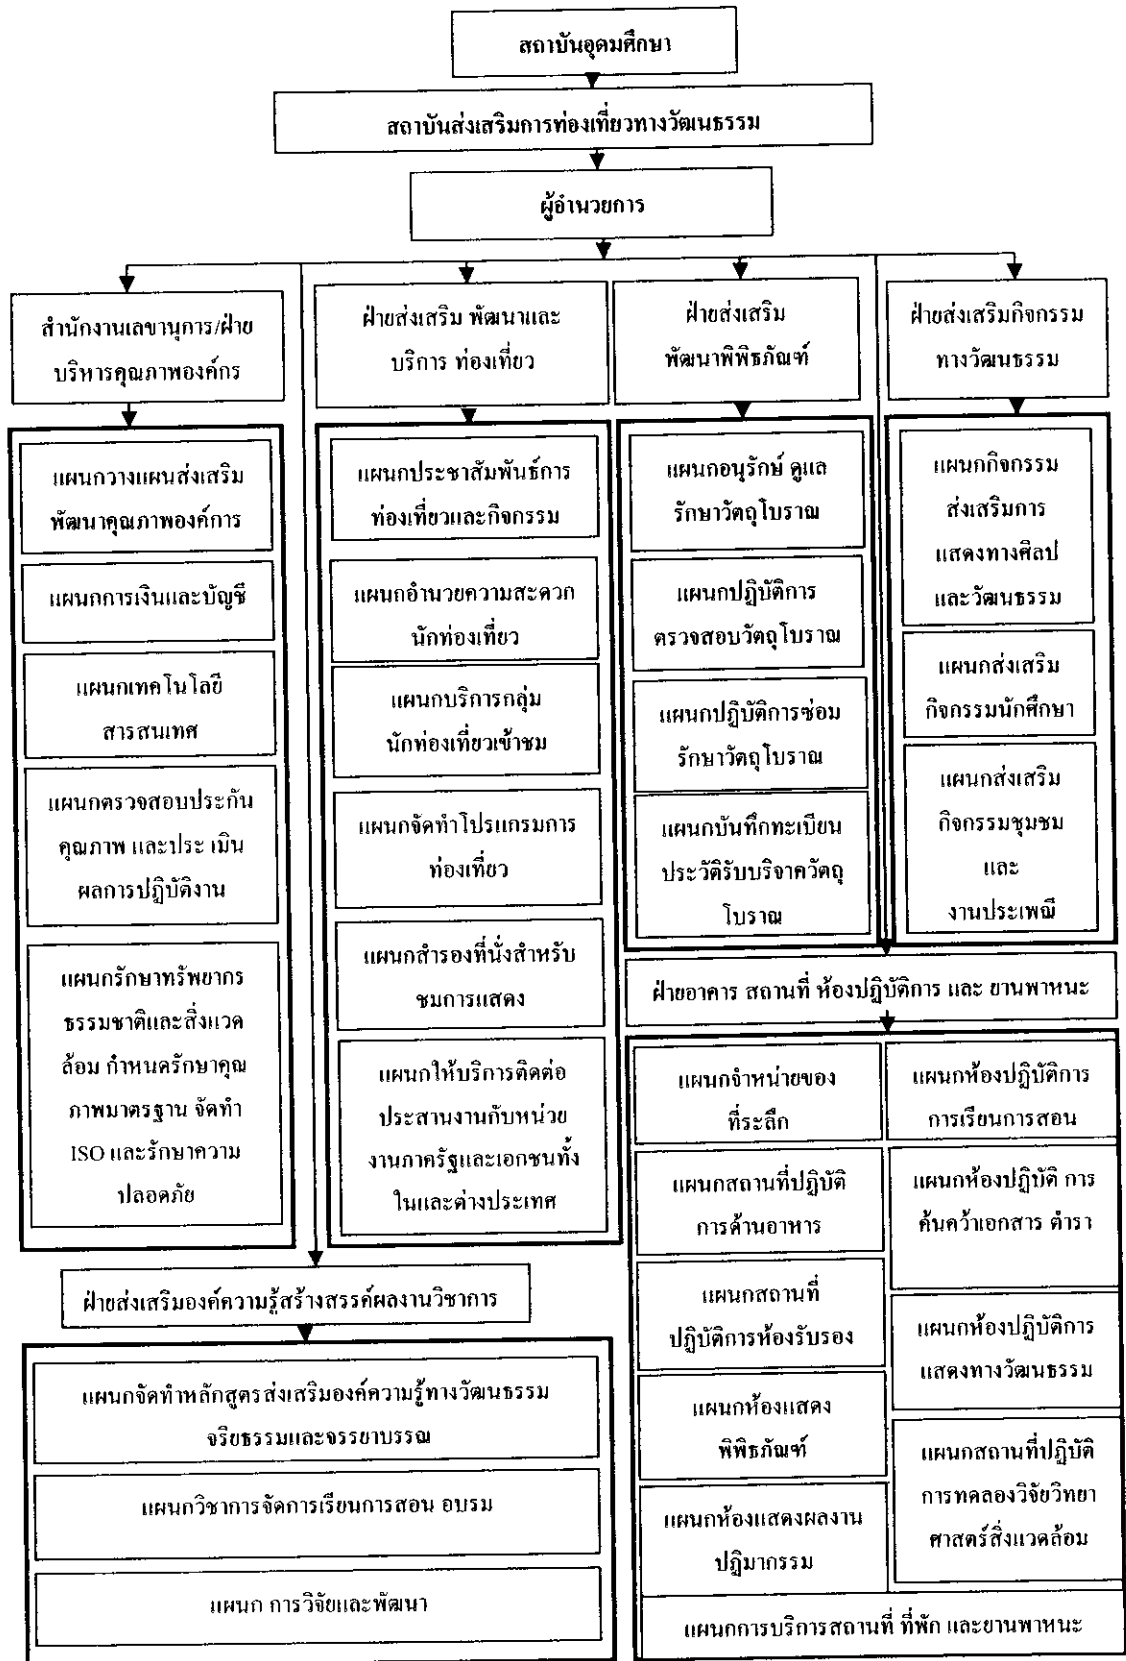 สถาบันอุดมศึกษา
สถาบันส่งเสริมการท่องเที่ยวทางวัฒนธรรม
ผู้อำนวยการ
สำนักงานเลขานุการ/ฝ่าย
บริหารคุณภาพองค์กร
แผนกวางแผนส่งเสริม
พัฒนาคุณภาพองค์การ
แผนกการเงินและบัญชี
แผนกเทคโนโลยี
สารสนเทศ
แผนกตรวจสอบประกัน
คุณภาพ และประ เมิน
ผลการปฏิบัติงาน
แผนกรักษาทรัพยากร
ธรรมชาติและสิ่งแวด
ล้อม กำหนดรักษาคุณ
ภาพมาตรฐาน จัดทำ
ISO และรักษาความ
ปลอดภัย
ฝ่ายส่งเสริม พัฒนาและ
บริการ ท่องเที่ยว
แผนกประชาสัมพันธ์การ
ท่องเที่ยวและกิจกรรม
แผนกอำนวยความสะดวก
นักท่องเที่ยว
แผนกบริการกลุ่ม
นักท่องเที่ยวเข้าชม
แผนกจัดทำโปรแกรมการ
ท่องเที่ยว
แผนกสำรองที่นั่งสำหรับ
ชมการแสดง
แผนกให้บริการติดต่อ
ประสานงานกับหน่วย
งานภาครัฐและเอกชนทั้ง
ในและต่างประเทศ
ฝ่ายส่งเสริม
พัฒนาพิพิธภัณฑ์
แผนกอนุรักษ์ ดูแล
รักษาวัตถุโบราณ
แผนกปฏิบัติการ
ตรวจสอบวัตถุโบราณ
แผนกปฏิบัติการซ่อม
รักษาวัตถุโบราณ
แผนกบันทึกทะเบียน
ประวัติรับบริจาควัตถุ
โบราณ
ฝ่ายส่งเสริมกิจกรรม
ทางวัฒนธรรม
แผนกกิจกรรม
ส่งเสริมการ
แสดงทางศิลป
และวัฒนธรรม
แผนกส่งเสริม
กิจกรรมนักศึกษา
แผนกส่งเสริม
กิจกรรมชุมชม
และ
งานประเพณี
ฝ่ายอาคาร สถานที่ ห้องปฏิบัติการ และ ยานพาหนะ
แผนกจำหน่ายของ
ที่ระลึก
แผนกสถานที่ปฏิบัติ
การด้านอาหาร
แผนกสถานที่
ปฏิบัติการห้องรับรอง
แผนกห้องแสดง
พิพิธภัณฑ์
แผนกห้องแสดงผลงาน
ปฏิมากรรม
แผนกห้องปฏิบัติการ
การเรียนการสอน
แผนกห้องปฏิบัติ การ
ค้นคว้าเอกสาร ตำรา
แผนกห้องปฏิบัติการ
แสดงทางวัฒนธรรม
แผนกสถานที่ปฏิบัติ
การทดลองวิจัยวิทยา
ศาสตร์สิ่งแวดล้อม
แผนกการบริการสถานที่ ที่พัก และยานพาหนะ
ฝ่ายส่งเสริมองค์ความรู้สร้างสรรค์ผลงานวิชาการ
แผนกจัดทำหลักสูตรส่งเสริมองค์ความรู้ทางวัฒนธรรม
จริยธรรมและจรรยาบรรณ
แผนกวิชาการจัดการเรียนการสอน อบรม
แผนก การวิจัยและพัฒนา